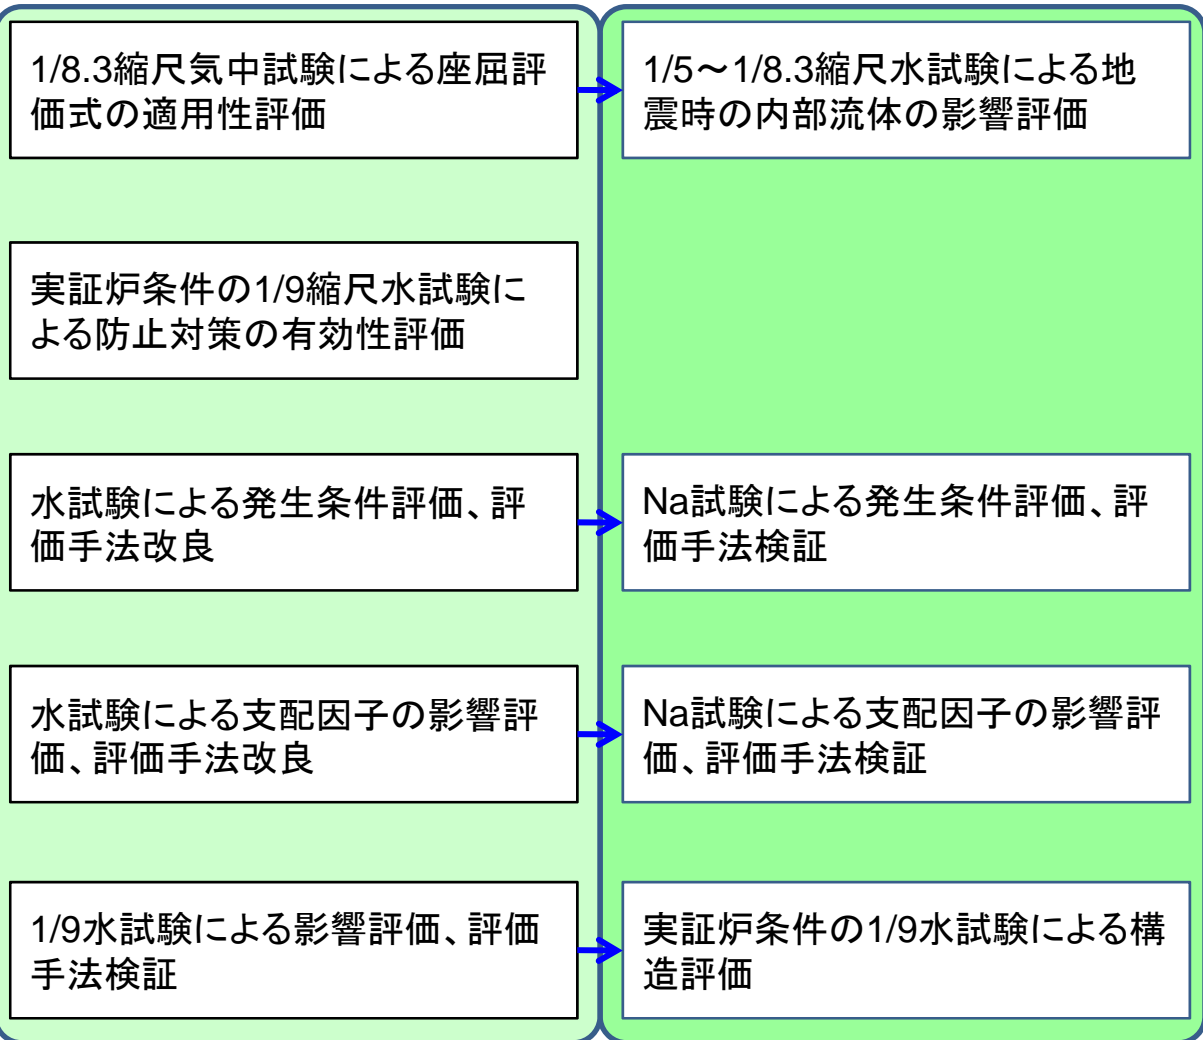 1/8.3縮尺気中試験による座屈評
価式の適用性評価
1/5～1/8.3縮尺水試験による地
震時の内部流体の影響評価
実証炉条件の1/9縮尺水試験に
よる防止対策の有効性評価
水試験による発生条件評価、評
価手法改良
Na試験による発生条件評価、評
価手法検証
水試験による支配因子の影響評
価、評価手法改良
Na試験による支配因子の影響評
価、評価手法検証
1/9水試験による影響評価、評価
手法検証
実証炉条件の1/9水試験による構
造評価